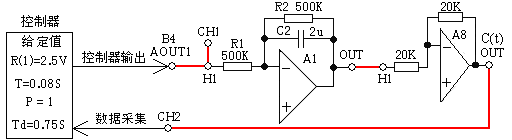 控制器
给定值
R(1)=2.5V
T=0.08S
P = 1
Td=0.75S
控制器输出
数据采集
B4
AOUT1
CH1
H1
R1
500K
R2 500K
C2
2u
A1
OUT
H1
20K
20K
A8
C(t)
OUT
CH2